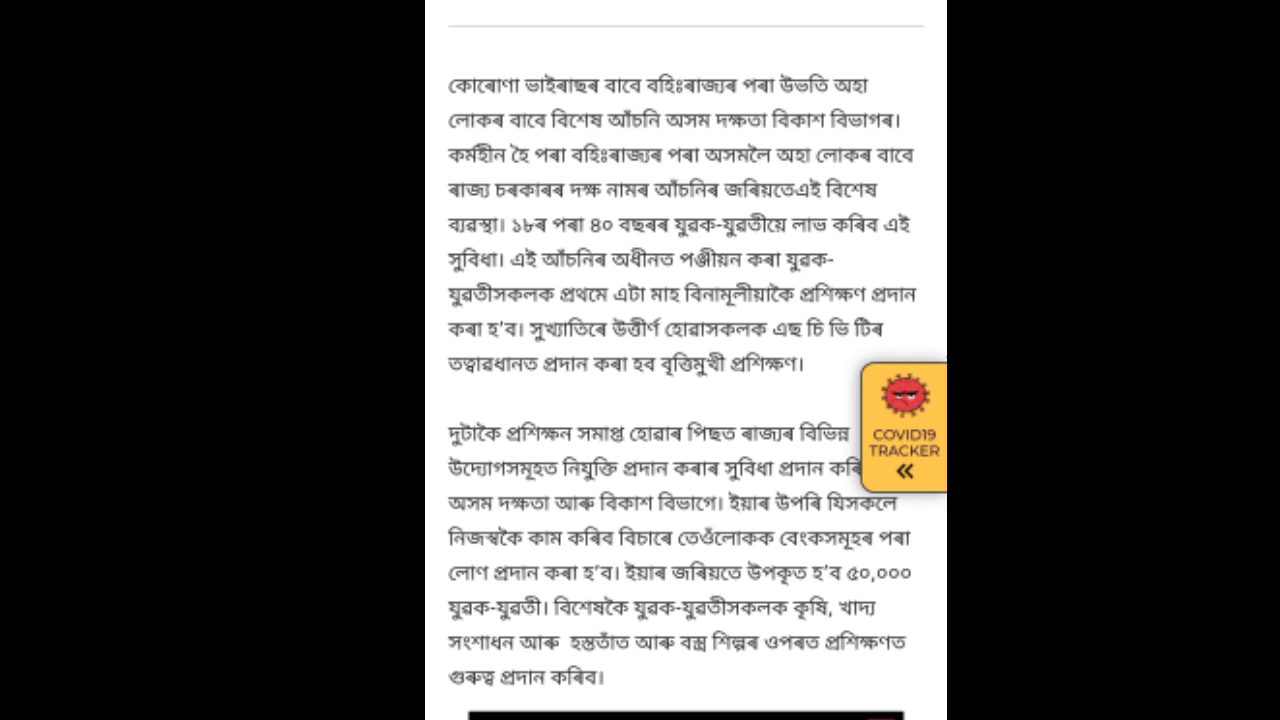 কোৰোণা ভাইৰাছৰ বাবে বহিঃৰাজ্যৰ পৰা উভতি অহা
লোকৰ বাবে বিশেষ আঁচনি অসম দক্ষতা বিকাশ বিভাগৰ।
কৰ্মহীন হৈ পৰা বহিঃৰাজ্যৰ পৰা অসমলৈ অহা লোকৰ বাবে
ৰাজ্য চৰকাৰৰ দক্ষ নামৰ আঁচনিৰ জৰিয়তেএই বিশেষ
ব্যৱস্থা। ১৮ৰ পৰা ৪০ বছৰৰ যুৱক-যুৱতীয়ে লাভ কৰিব এই
সুবিধা। এই আঁচনিৰ অধীনত পঞ্জীয়ন কৰা যুৱক-
যুৱতীসকলক প্ৰথমে এটা মাহ বিনামূলীয়াকৈ প্ৰশিক্ষণ প্ৰদান
কৰা হ'ব। সুখ্যাতিৰে উত্তীৰ্ণ হোৱাসকলক এছ চি ভি টিৰ
তত্বাৱধানত প্ৰদান কৰা হব বৃত্তিমুখী প্ৰশিক্ষণ।
দুটাকৈ প্ৰশিক্ষন সমাপ্ত হোৱাৰ পিছত ৰাজ্যৰ বিভিন্ন
উদ্যোগসমূহত নিযুক্তি প্ৰদান কৰাৰ সুবিধা প্ৰদান
অসম দক্ষতা আৰু বিকাশ বিভাগে। ইয়াৰ উপৰি যিসকলে
নিজস্বকৈ কাম কৰিব বিচাৰে তেওঁলোকক বেংকসমূহৰ পৰা
লোণ প্ৰদান কৰা হ'ব। ইয়াৰ জৰিয়তে উপকৃত হ'ব ৫০,০০০
যুৱক-যুৱতী। বিশেষকৈ যুৱক-যুৱতীসকলক কৃষি, খাদ্য
সংশাধন আৰু হস্ততাঁত আৰু বস্ত্ৰ শিল্পৰ ওপৰত প্ৰশিক্ষণত
গুৰুত্ব প্ৰদান কৰিব।
COVID19
TRACKER
«